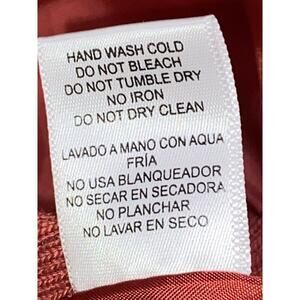 HAND WASH COLD
DO NOT BLEACH
DO NOT TUMBLE DRY
NO IRON
DO NOT DRY CLEAN
LAVADO A MANO CON AQUA
FRÍA
NO USA BLANQUEADOR
NO SECAR EN SECADORA
NO PLANCHAR
NO LAVAR EN SECO